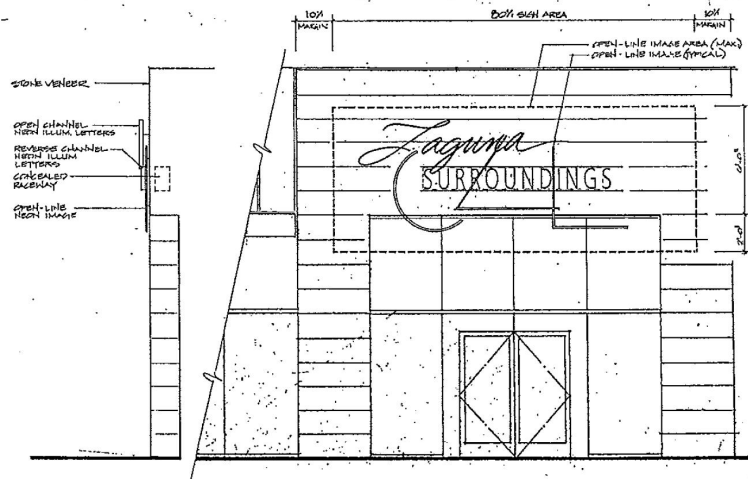 10% MARGIN
80% SIGN AREA
10% MARGIN
OPEN-LINE IMAGE AREA (MAX.)
OPEN-LINE IMAGE (TYPICAL)
STONE VENEER
OPEN CHANNEL
NEON ILLUM. LETTERS
REVERSE CHANNEL
NEON ILLUM
LETTERS
CONCEALED
RACEWAY
OPEN-LINE
NEON IMAGE
Laguna
SURROUNDINGS
2'-0"